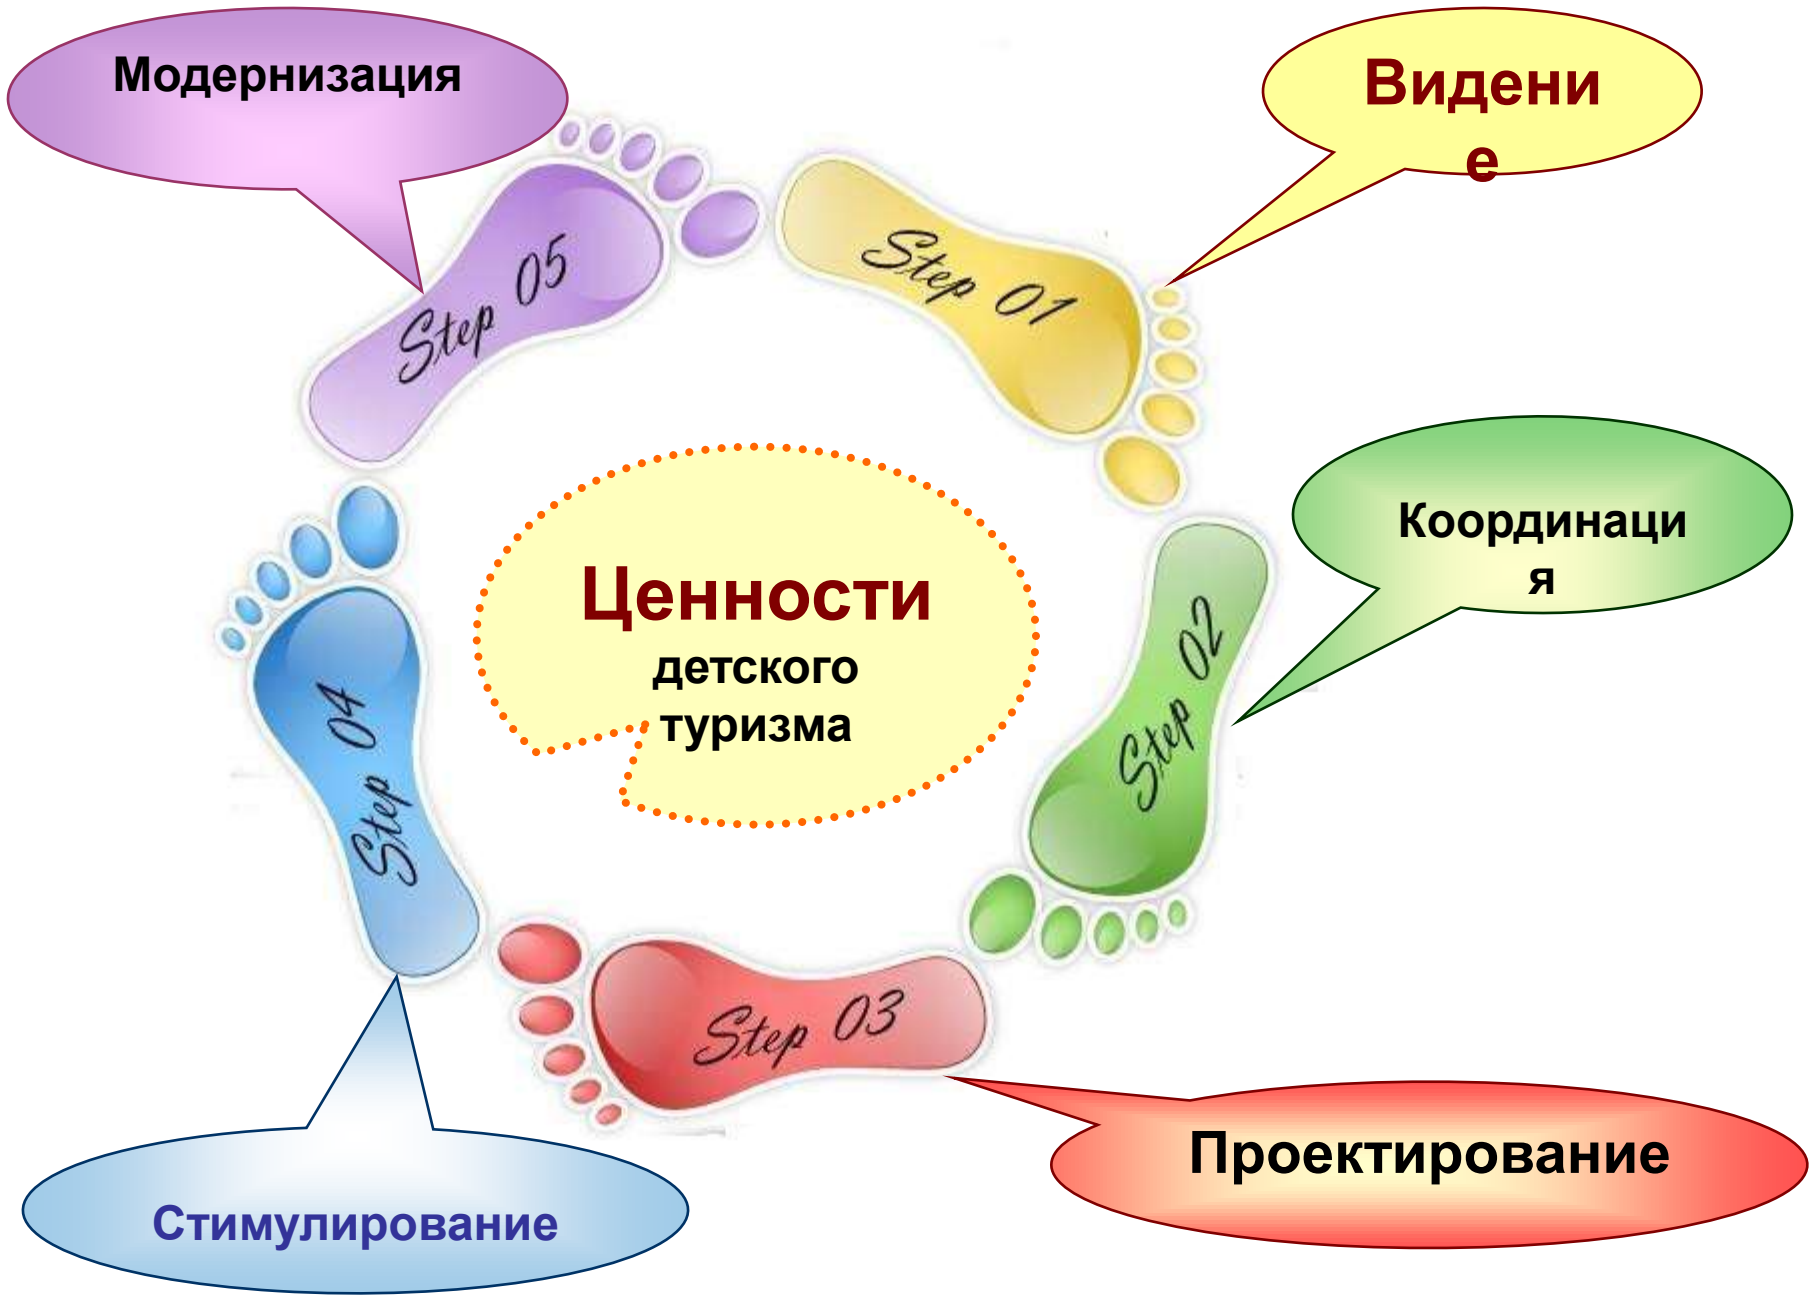 Модернизация
Видени
е
Step 05
Step 01
Координаци
я
Ценности
детского
туризма
Step 02
Step 04
Step 03
Проектирование
Стимулирование